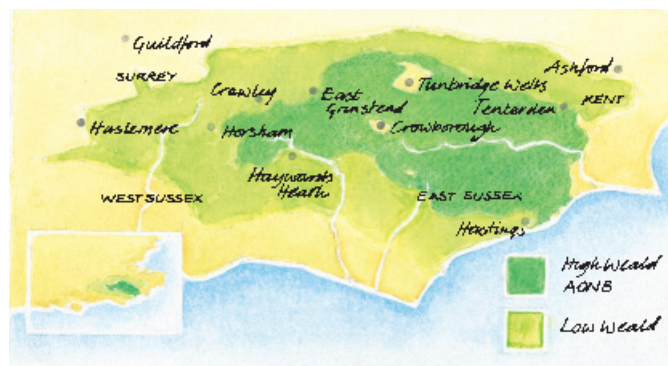 Guildford
SURREY
Crawley
East
Grinstead
Tunbridge Wells
Ashford
KENT
Tenterden
Haslemere
Horsham
Crowborough
Haywards
Heath
WEST SUSSEX
EAST SUSSEX
Hastings
High Weald
AONB
Low Weald